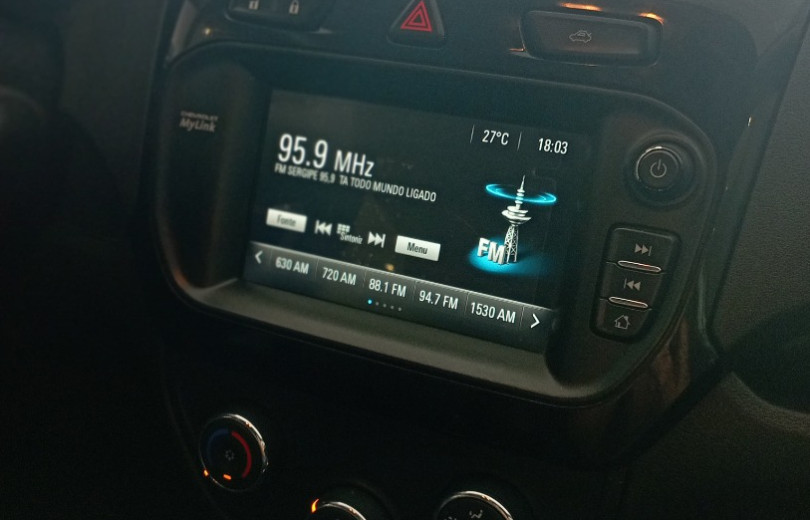 CHEVROLET
MyLink
27°C 18:03
95.9 MHz
FM SERGIPE 95,9 TA TODO MUNDO LIGADO
FM
Fonte Sintonia Menu
630 AM 720 AM 88.1 FM 94.7 FM 1530 AM